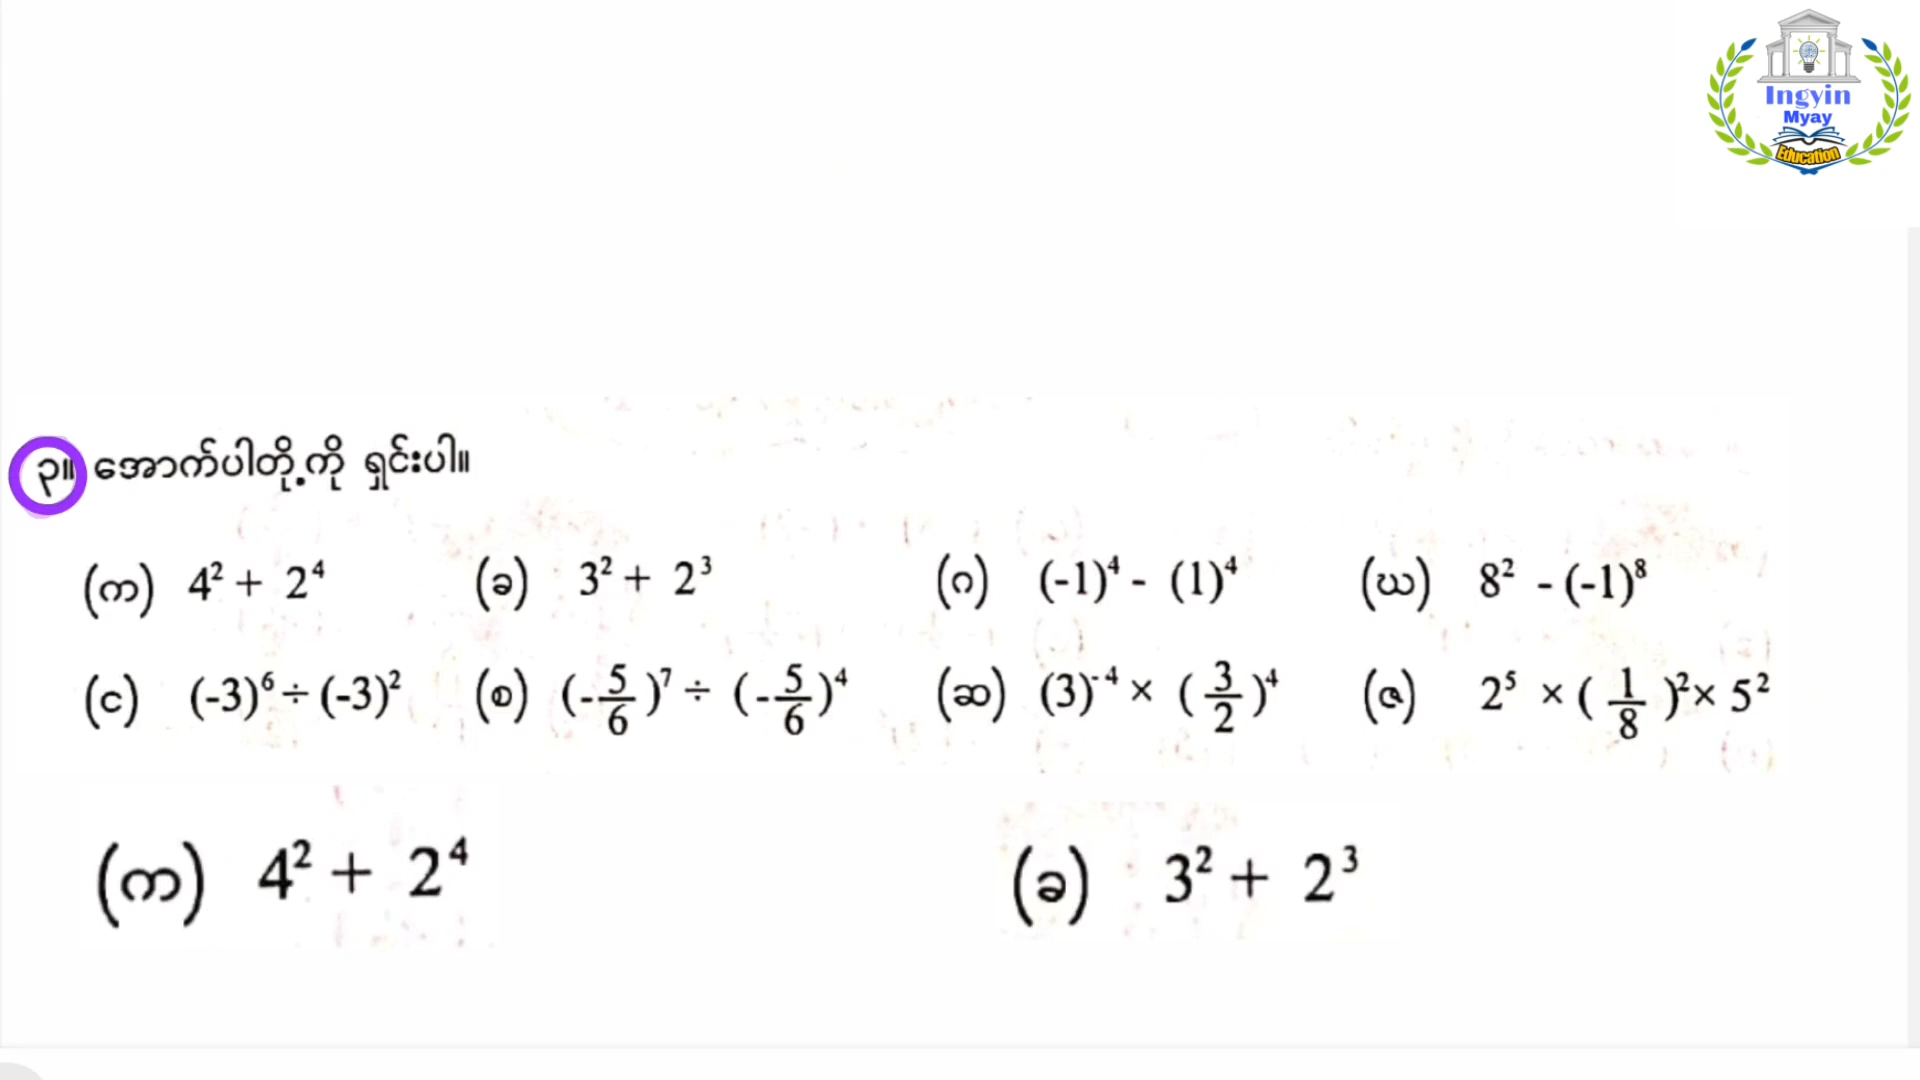 Ingyin
Myay
Education
၃။ အောက်ပါတို့ကို ရှင်းပါ။
(က) 4² + 2⁴ (ခ) 3² + 2³ (ဂ) (-1)⁴ - (1)⁴ (ဃ) 8² - (-1)⁸
(င) (-3)⁶ ÷ (-3)² (စ) (-5/6)⁷ ÷ (-5/6)⁴ (ဆ) (3)⁻⁴ × (3/2)⁴ (ဇ) 2⁵ × (1/8)² × 5²
(က) 4² + 2⁴ (ခ) 3² + 2³